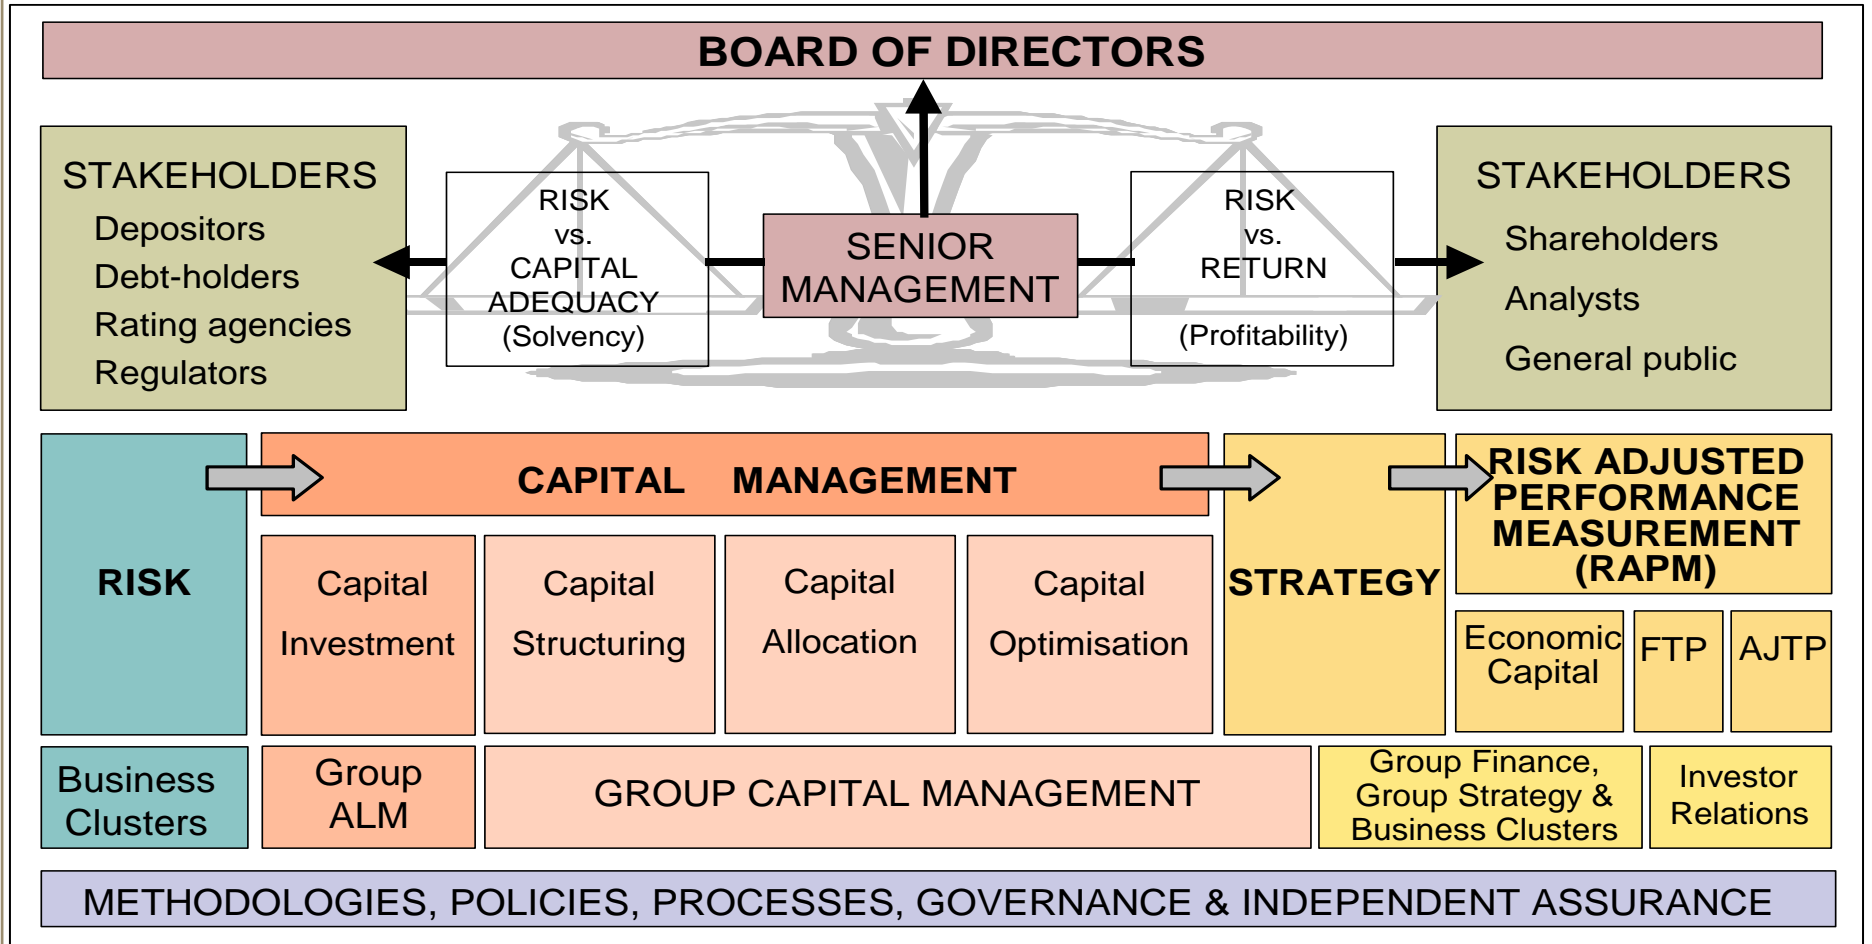 BOARD OF DIRECTORS
STAKEHOLDERS
Depositors
Debt-holders
Rating agencies
Regulators
RISK
vs.
CAPITAL
ADEQUACY
(Solvency)
SENIOR
MANAGEMENT
RISK
vs.
RETURN
(Profitability)
STAKEHOLDERS
Shareholders
Analysts
General public
RISK
CAPITAL MANAGEMENT
Capital
Investment
Capital
Structuring
Capital
Allocation
Capital
Optimisation
STRATEGY
RISK ADJUSTED
PERFORMANCE
MEASUREMENT
(RAPM)
Economic
Capital
FTP
AJTP
Business
Clusters
Group
ALM
GROUP CAPITAL MANAGEMENT
Group Finance,
Group Strategy &
Business Clusters
Investor
Relations
METHODOLOGIES, POLICIES, PROCESSES, GOVERNANCE & INDEPENDENT ASSURANCE